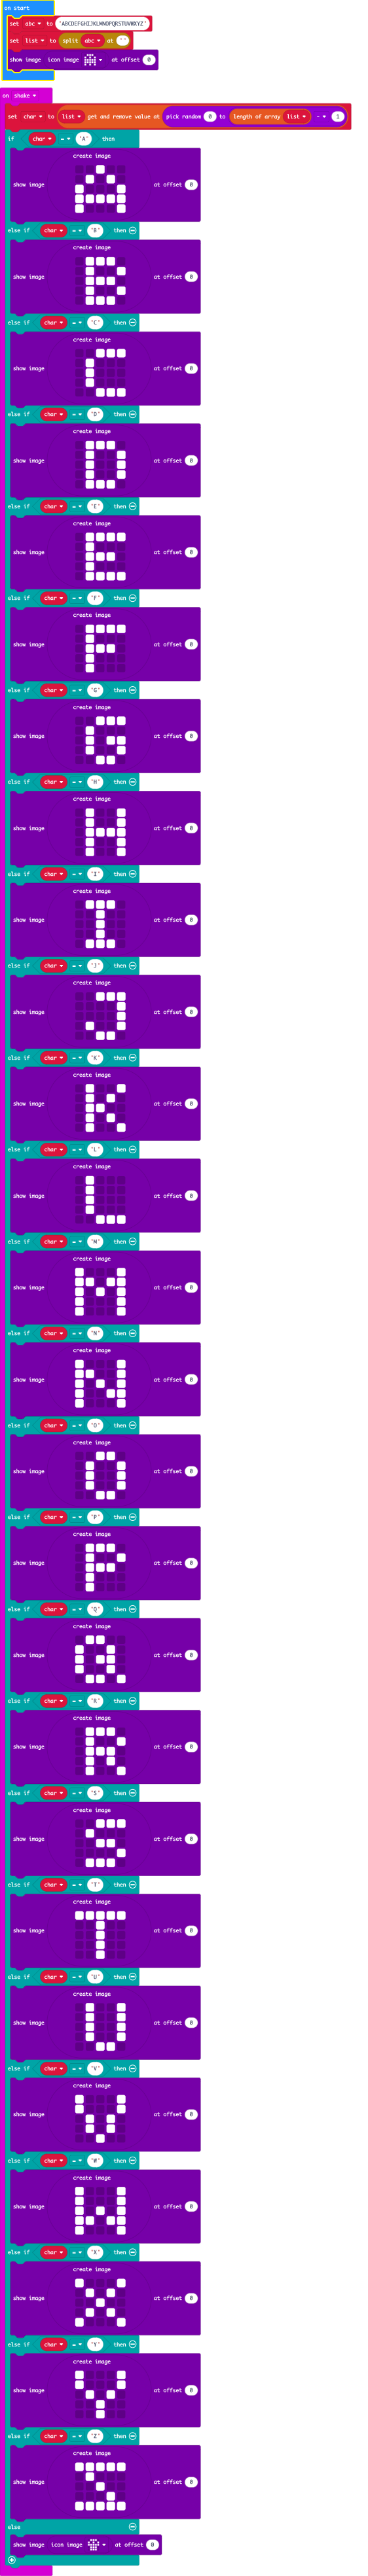 on start
set abc to "ABCDEFGHIJKLMNOPQRSTUVWXYZ"
set list to split abc at ""
show image icon image at offset 0
on shake
set char to list get and remove value at pick random 0 to length of array list - 1
if char = "A" then
create image
show image at offset 0
else if char = "B" then
create image
show image at offset 0
else if char = "C" then
create image
show image at offset 0
else if char = "D" then
create image
show image at offset 0
else if char = "E" then
create image
show image at offset 0
else if char = "F" then
create image
show image at offset 0
else if char = "G" then
create image
show image at offset 0
else if char = "H" then
create image
show image at offset 0
else if char = "I" then
create image
show image at offset 0
else if char = "J" then
create image
show image at offset 0
else if char = "K" then
create image
show image at offset 0
else if char = "L" then
create image
show image at offset 0
else if char = "M" then
create image
show image at offset 0
else if char = "N" then
create image
show image at offset 0
else if char = "O" then
create image
show image at offset 0
else if char = "P" then
create image
show image at offset 0
else if char = "Q" then
create image
show image at offset 0
else if char = "R" then
create image
show image at offset 0
else if char = "S" then
create image
show image at offset 0
else if char = "T" then
create image
show image at offset 0
else if char = "U" then
create image
show image at offset 0
else if char = "V" then
create image
show image at offset 0
else if char = "W" then
create image
show image at offset 0
else if char = "X" then
create image
show image at offset 0
else if char = "Y" then
create image
show image at offset 0
else if char = "Z" then
create image
show image at offset 0
else
show image icon image at offset 0